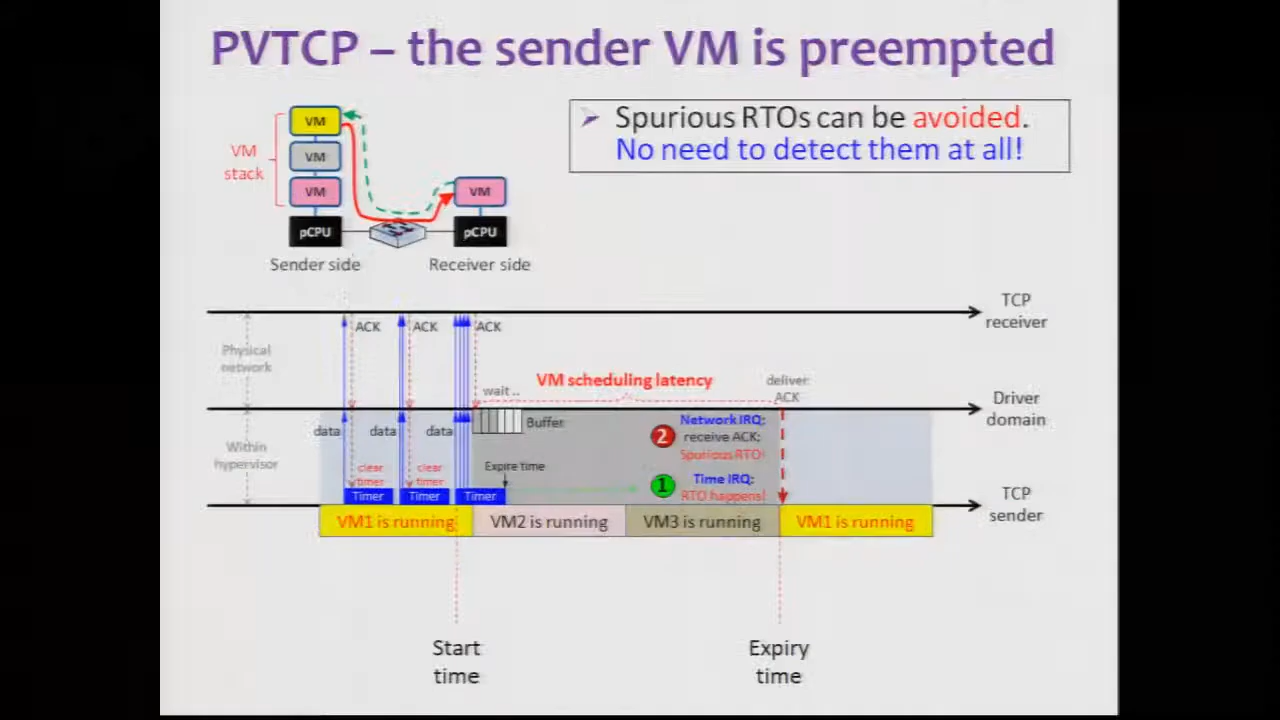 PVTCP – the sender VM is preempted
➢ Spurious RTOs can be avoided.
No need to detect them at all!
VM
VM
VM
VM
stack
VM
pCPU
pCPU
Sender side
Receiver side
TCP
receiver
ACK
ACK
ACK
Physical
network
VM scheduling latency
deliver
ACK
wait ..
Driver
domain
data
data
data
Buffer
Network IRQ:
2 receive ACK:
Spurious RTO!
Within
hypervisor
clear
timer
clear
timer
Expire time
1 Time IRQ:
RTO happens!
Timer
Timer
Timer
TCP
sender
VM1 is running
VM2 is running
VM3 is running
VM1 is running
Start
time
Expiry
time